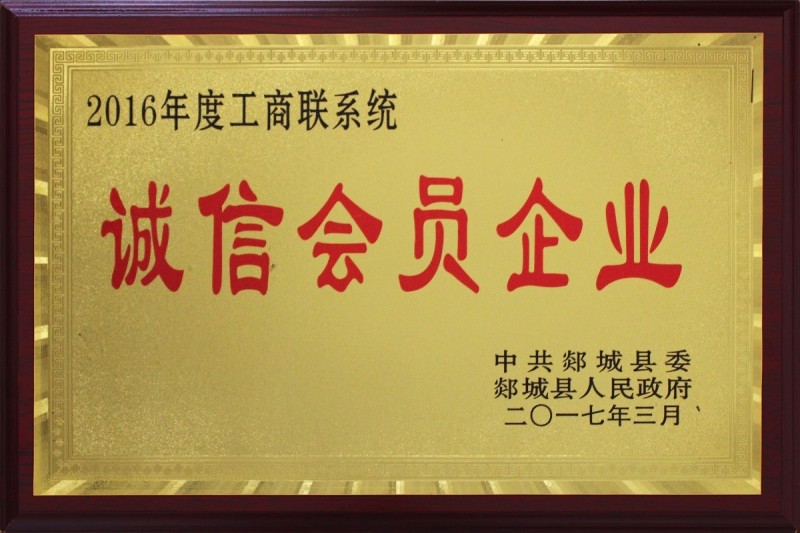 2016年度工商联系统
诚信会员企业
中共郯城县委
郯城县人民政府
二〇一七年三月